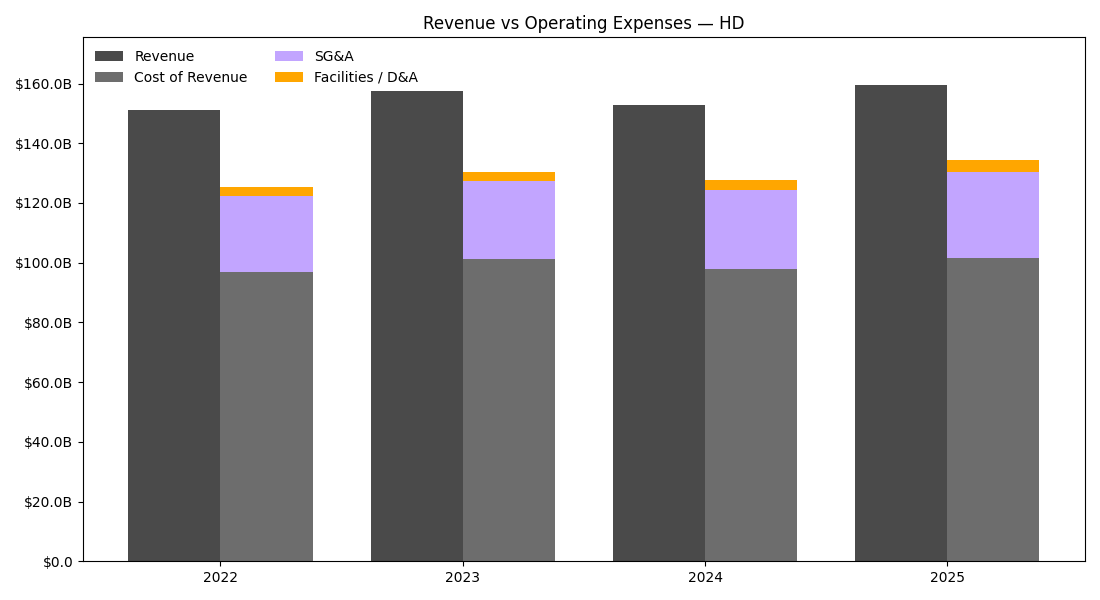 Revenue vs Operating Expenses — HD
Revenue
Cost of Revenue
SG&A
Facilities / D&A
$160.0B
$140.0B
$120.0B
$100.0B
$80.0B
$60.0B
$40.0B
$20.0B
$0.0
2022 2023 2024 2025